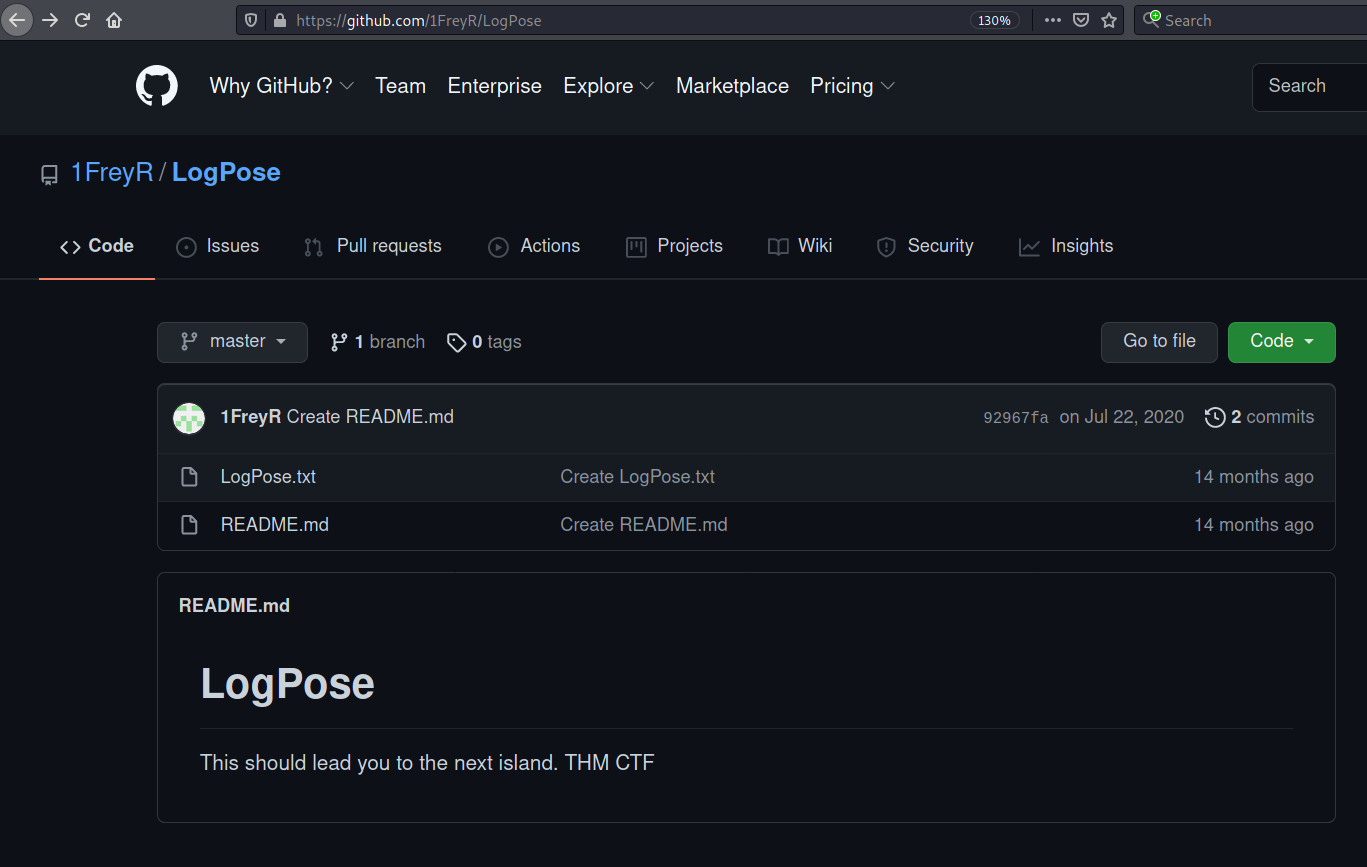 https://github.com/1FreyR/LogPose 130% Search
Why GitHub? Team Enterprise Explore Marketplace Pricing Search
1FreyR / LogPose
Code Issues Pull requests Actions Projects Wiki Security Insights
master 1 branch 0 tags Go to file Code
1FreyR Create README.md 92967fa on Jul 22, 2020 2 commits
LogPose.txt Create LogPose.txt 14 months ago
README.md Create README.md 14 months ago
README.md
LogPose
This should lead you to the next island. THM CTF